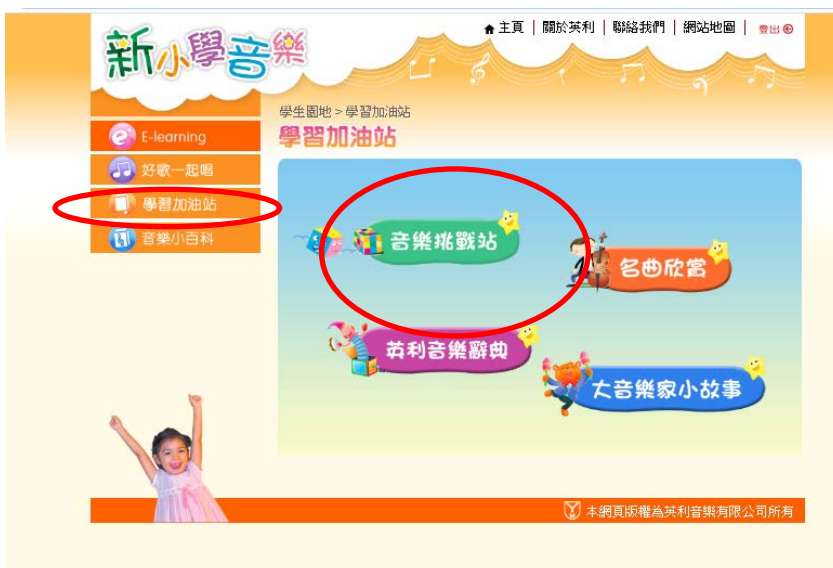 新小學音樂
主頁 | 關於英利 | 聯絡我們 | 網站地圖 | 登出
學生園地 > 學習加油站
學習加油站
E-learning
好歌一起唱
學習加油站
音樂小百科
音樂挑戰站
名曲欣賞
英利音樂辭典
大音樂家小故事
本網頁版權為英利音樂有限公司所有